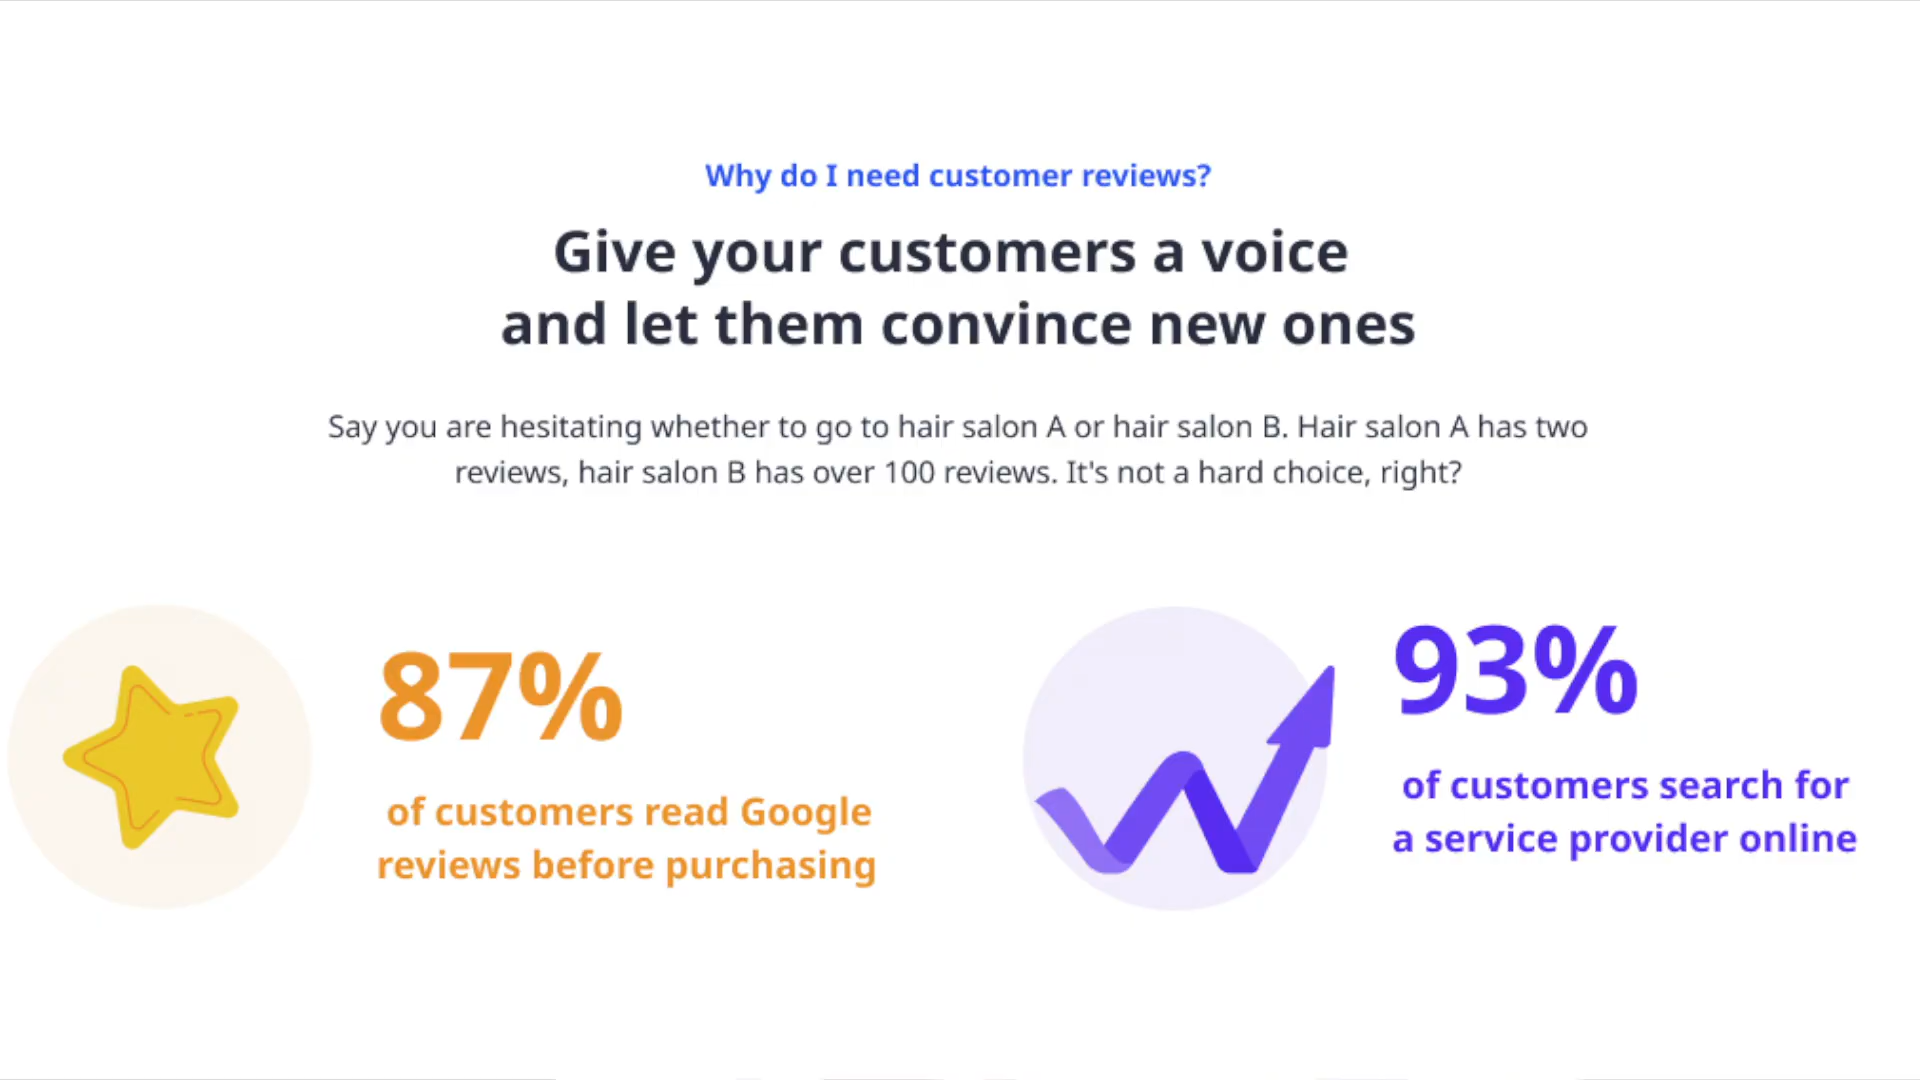 Why do I need customer reviews?
Give your customers a voice
and let them convince new ones
Say you are hesitating whether to go to hair salon A or hair salon B. Hair salon A has two
reviews, hair salon B has over 100 reviews. It's not a hard choice, right?
87%
of customers read Google
reviews before purchasing
93%
of customers search for
a service provider online